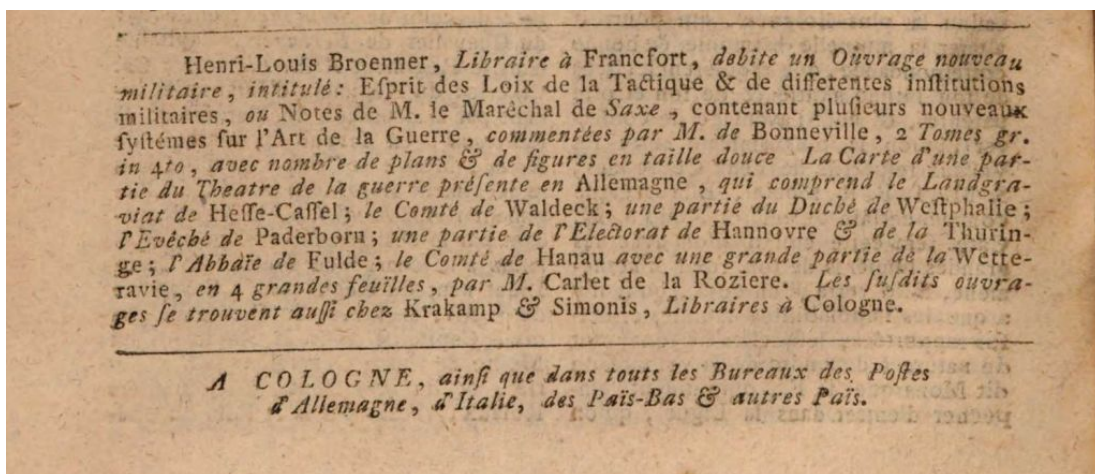 Henri-Louis Broenner, Libraire à Francfort, debite un Oùvrage nouveau
militaire, intitulé: Eſprit des Loix de la Tactique & de differentes inſtitutions
militaires, ou Notes de M. le Maréchal de Saxe, contenant pluſieurs nouveaux
ſyſtémes ſur l'Art de la Guerre, commentées par M. de Bonneville, 2 Tomes gr.
in 4to, avec nombre de plans & de figures en taille douce La Carte d'une par-
tie du Theatre de la guerre préſente en Allemagne, qui comprend le Landgra-
viat de Heſſe-Caſſel; le Comté de Waldeck; une partie du Duché de Weſtphalie;
l'Evêché de Paderborn; une partie de l'Electorat de Hannovre & de la Thurin-
ge; l'Abbaïe de Fulde; le Comté de Hanau avec une grande partie de la Wette-
ravie, en 4 grandes feuïlles, par M. Carlet de la Roziere. Les ſuſdits ouvra-
ges ſe trouvent auſſi chez Krakamp & Simonis, Libraires à Cologne.
A COLOGNE, ainſi que dans touts les Bureaux des Poſtes
d'Allemagne, d'Italie, des Païs-Bas & autres Païs.